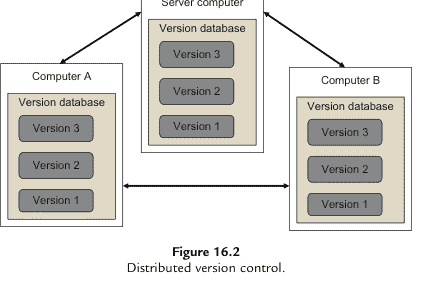 Server computer
Version database
Version 3
Version 2
Version 1
Computer A
Version database
Version 3
Version 2
Version 1
Computer B
Version database
Version 3
Version 2
Version 1
Figure 16.2
Distributed version control.